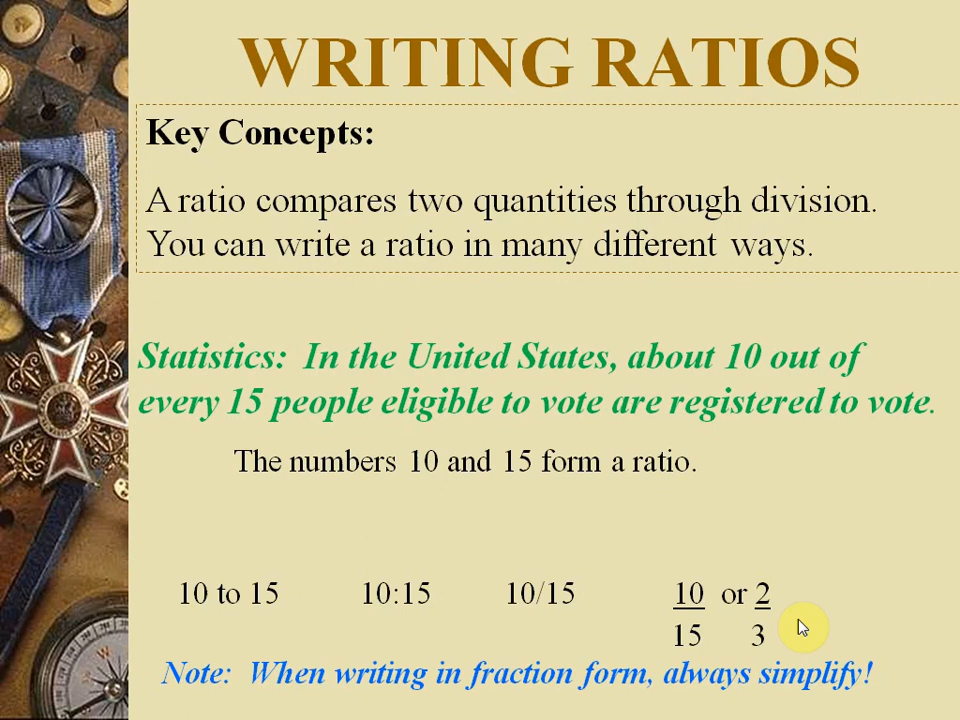 WRITING RATIOS
Key Concepts:
A ratio compares two quantities through division.
You can write a ratio in many different ways.
Statistics: In the United States, about 10 out of
every 15 people eligible to vote are registered to vote.
The numbers 10 and 15 form a ratio.
10 to 15 10:15 10/15 10 or 2
15 3
Note: When writing in fraction form, always simplify!